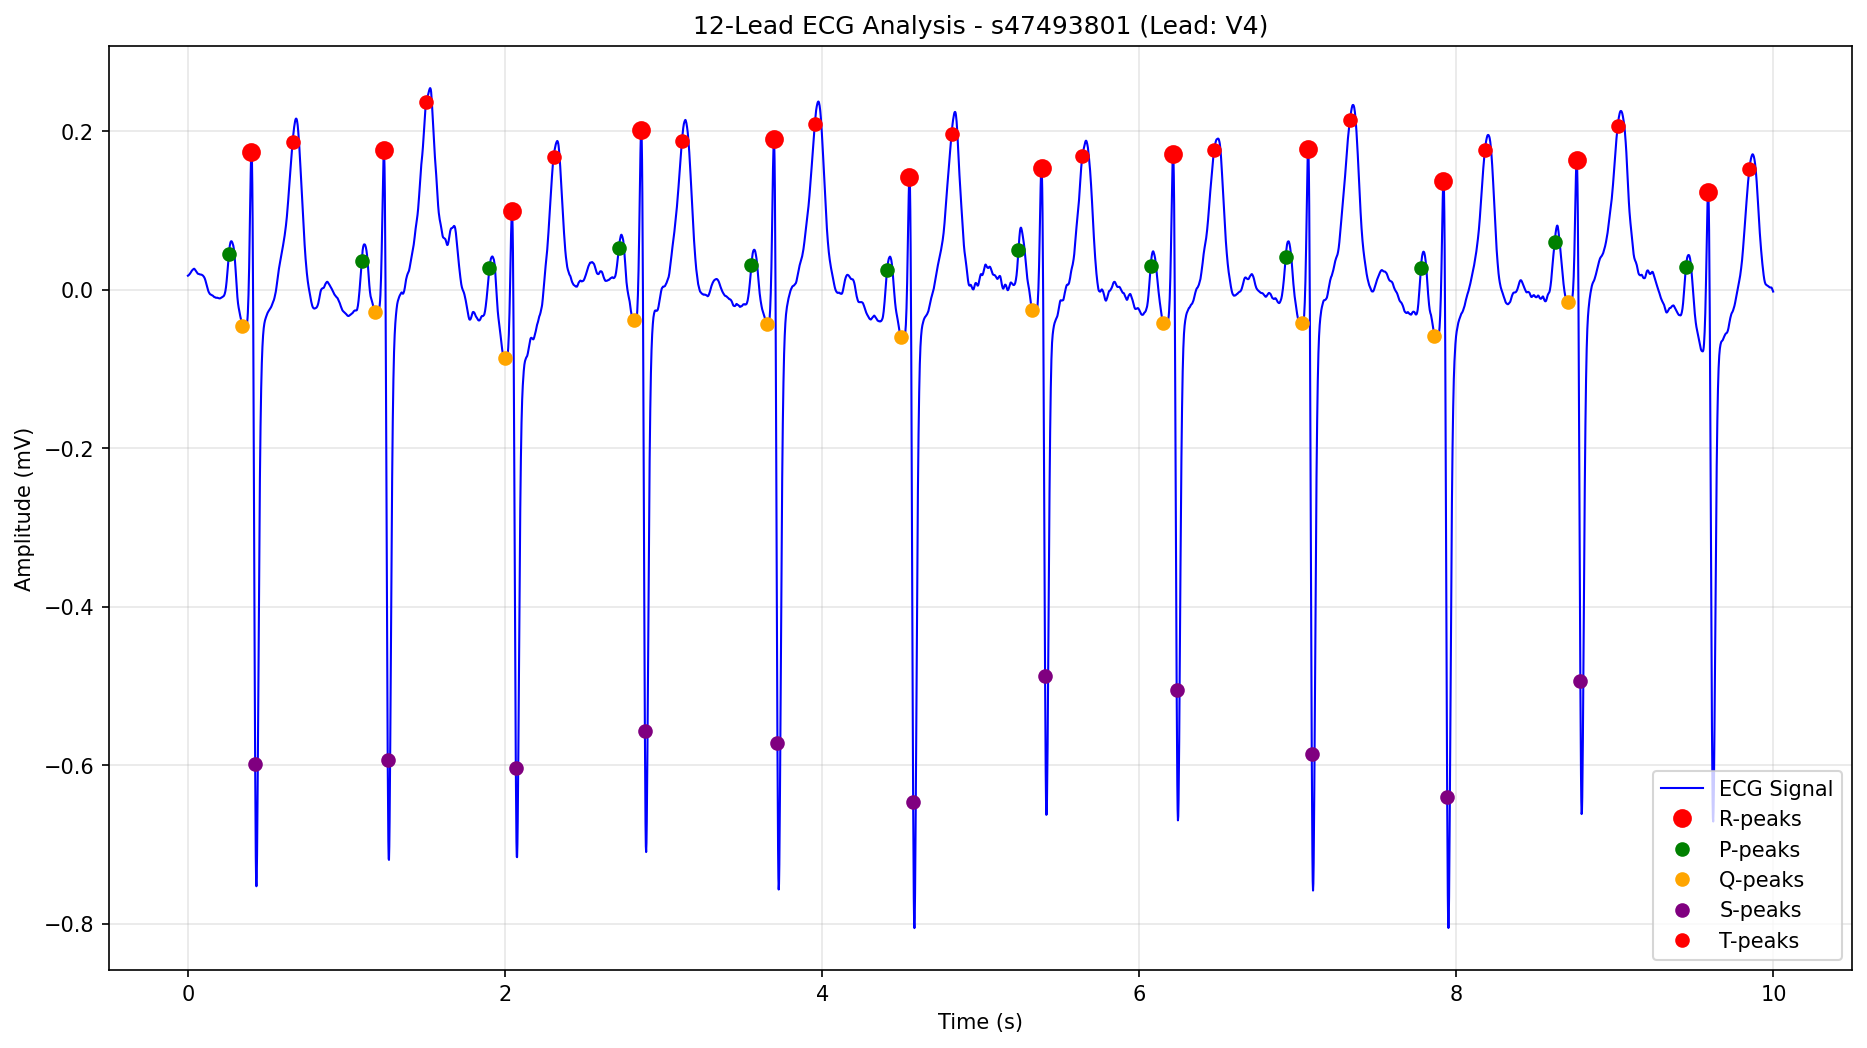 12-Lead ECG Analysis - s47493801 (Lead: V4)
Amplitude (mV)
0.2
0.0
−0.2
−0.4
−0.6
−0.8
0 2 4 6 8 10
Time (s)
ECG Signal
R-peaks
P-peaks
Q-peaks
S-peaks
T-peaks